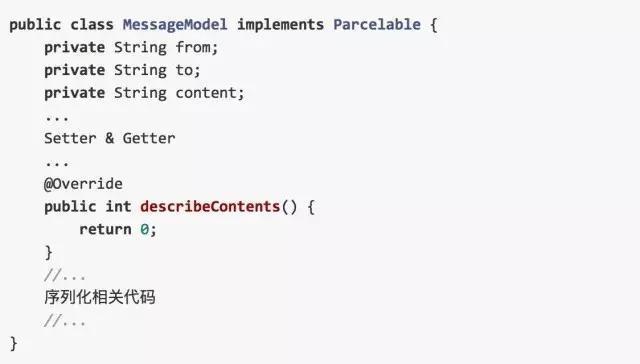 public class MessageModel implements Parcelable {
    private String from;
    private String to;
    private String content;
    ...
    Setter & Getter
    ...
    @Override
    public int describeContents() {
        return 0;
    }
    //...
    序列化相关代码
    //...
}